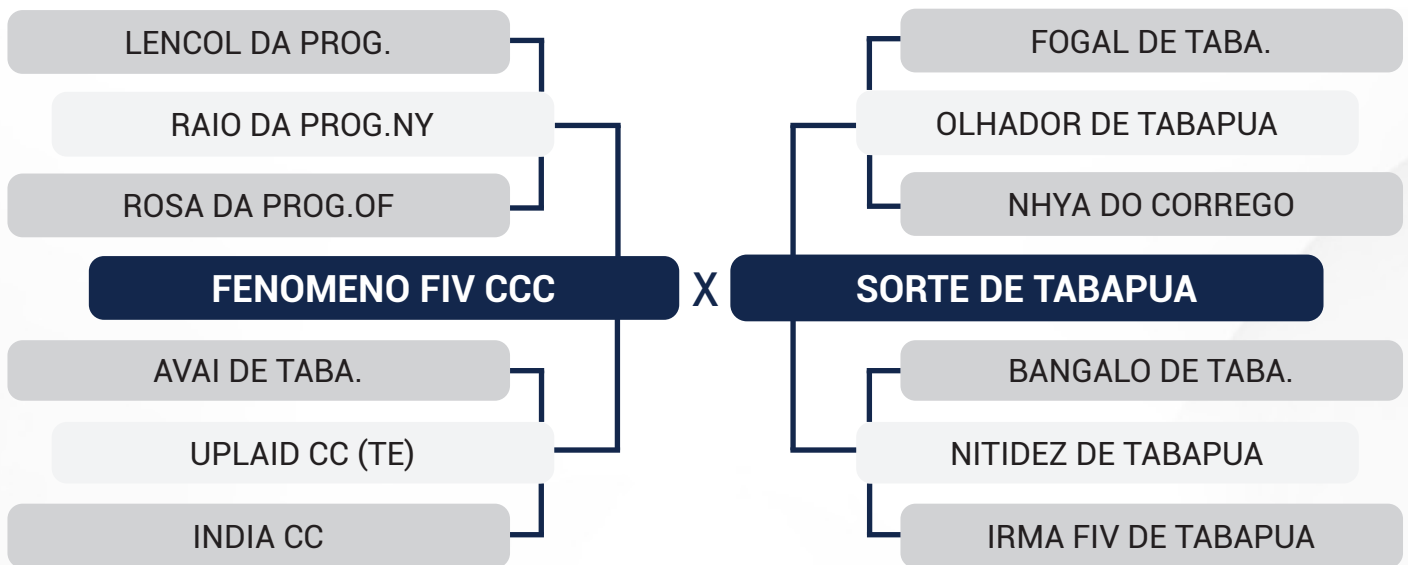 LENCOL DA PROG.
FOGAL DE TABA.
RAIO DA PROG.NY
OLHADOR DE TABAPUA
ROSA DA PROG.OF
NHYA DO CORREGO
FENOMENO FIV CCC X SORTE DE TABAPUA
AVAI DE TABA.
BANGALO DE TABA.
UPLAID CC (TE)
NITIDEZ DE TABAPUA
INDIA CC
IRMA FIV DE TABAPUA